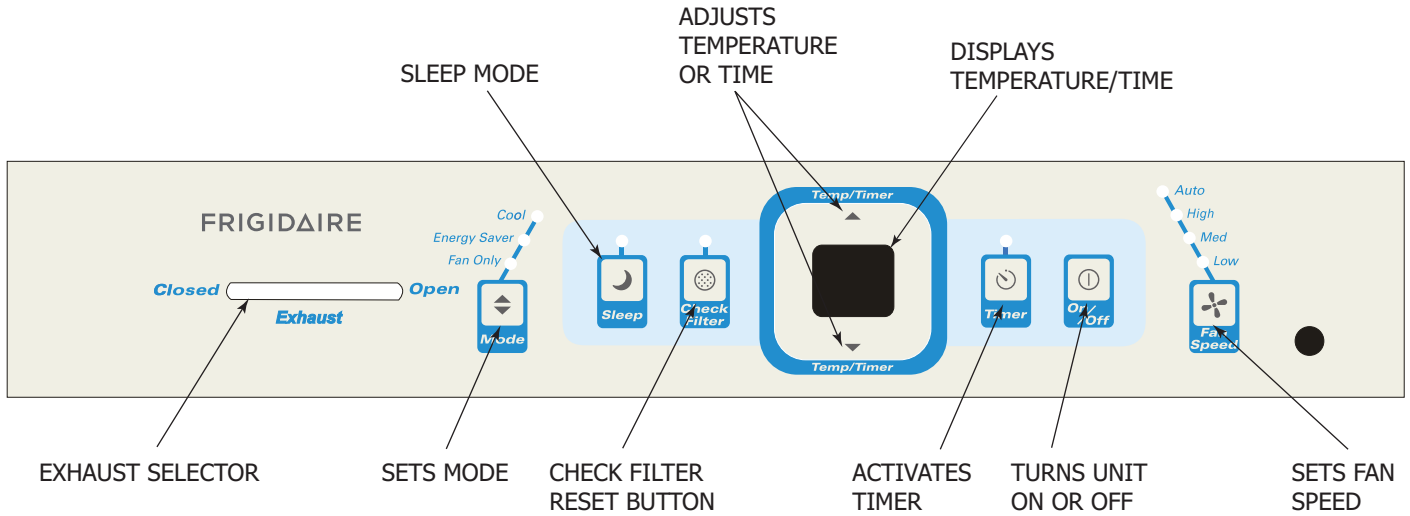 ADJUSTS
TEMPERATURE
OR TIME
SLEEP MODE
DISPLAYS
TEMPERATURE/TIME
FRIGIDAIRE
Closed
Open
Exhaust
Cool
Energy Saver
Fan Only
Mode
Sleep
Check
Filter
Temp/Timer
Temp/Timer
Timer
On/
/Off
Auto
High
Med
Low
Fan
Speed
EXHAUST SELECTOR
SETS MODE
CHECK FILTER
RESET BUTTON
ACTIVATES
TIMER
TURNS UNIT
ON OR OFF
SETS FAN
SPEED